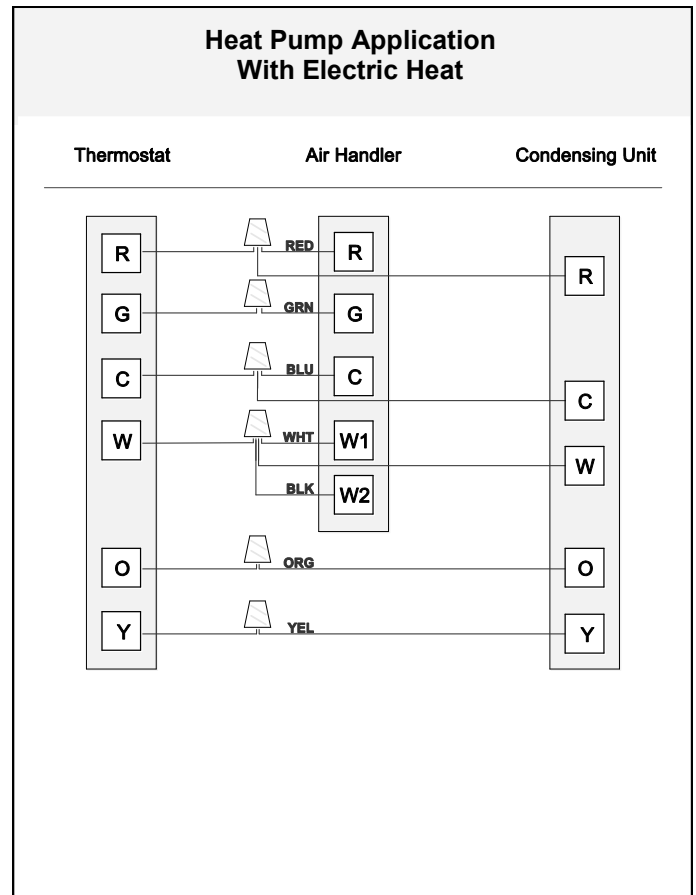 Heat Pump Application
With Electric Heat
Thermostat Air Handler Condensing Unit
R RED R
R
G GRN G
C BLU C
C
W WHT W1
W
BLK W2
O ORG O
Y YEL Y